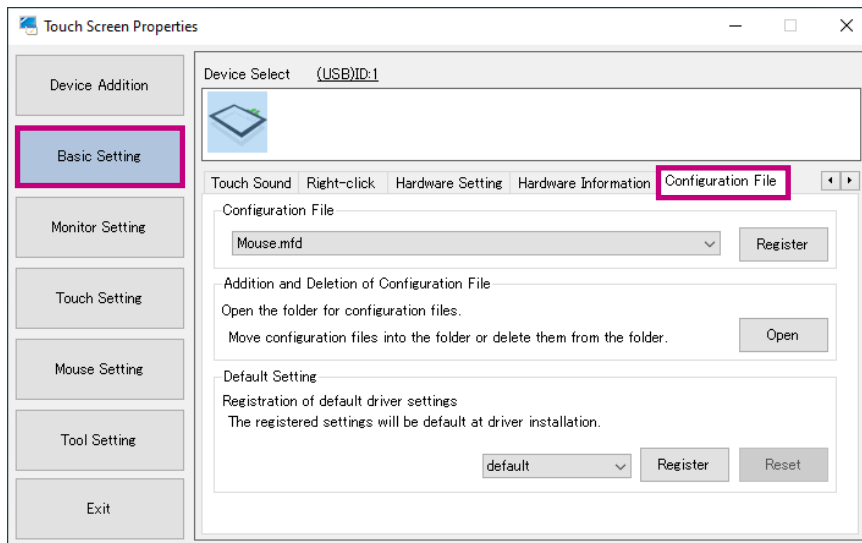 Touch Screen Properties
Device Addition
Basic Setting
Monitor Setting
Touch Setting
Mouse Setting
Tool Setting
Exit
Device Select (USB)ID:1
Touch Sound Right-click Hardware Setting Hardware Information Configuration File
Configuration File
Mouse.mfd Register
Addition and Deletion of Configuration File
Open the folder for configuration files.
Move configuration files into the folder or delete them from the folder. Open
Default Setting
Registration of default driver settings
The registered settings will be default at driver installation.
default Register Reset